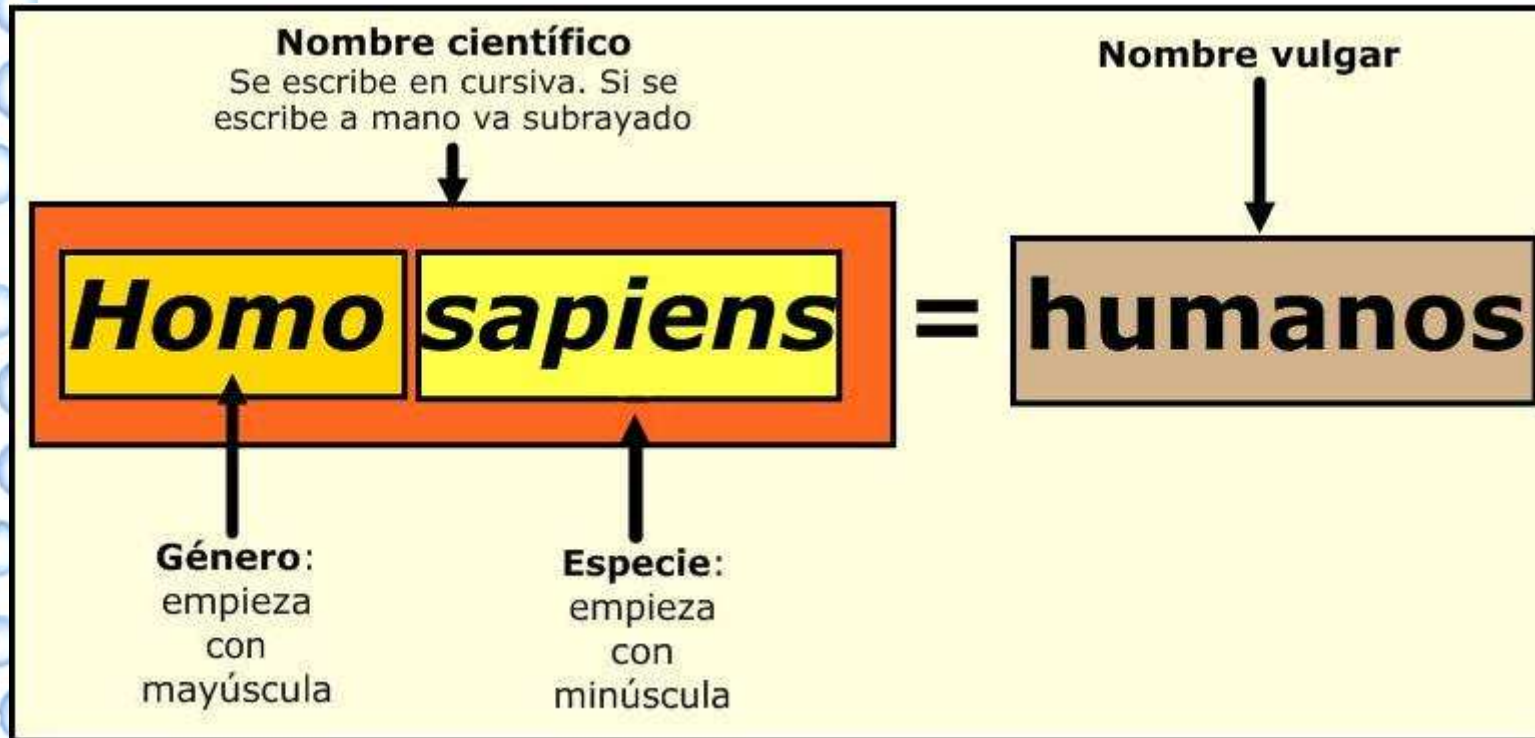 Nombre científico
Se escribe en cursiva. Si se
escribe a mano va subrayado
Nombre vulgar
Homo sapiens = humanos
Género:
empieza
con
mayúscula
Especie:
empieza
con
minúscula